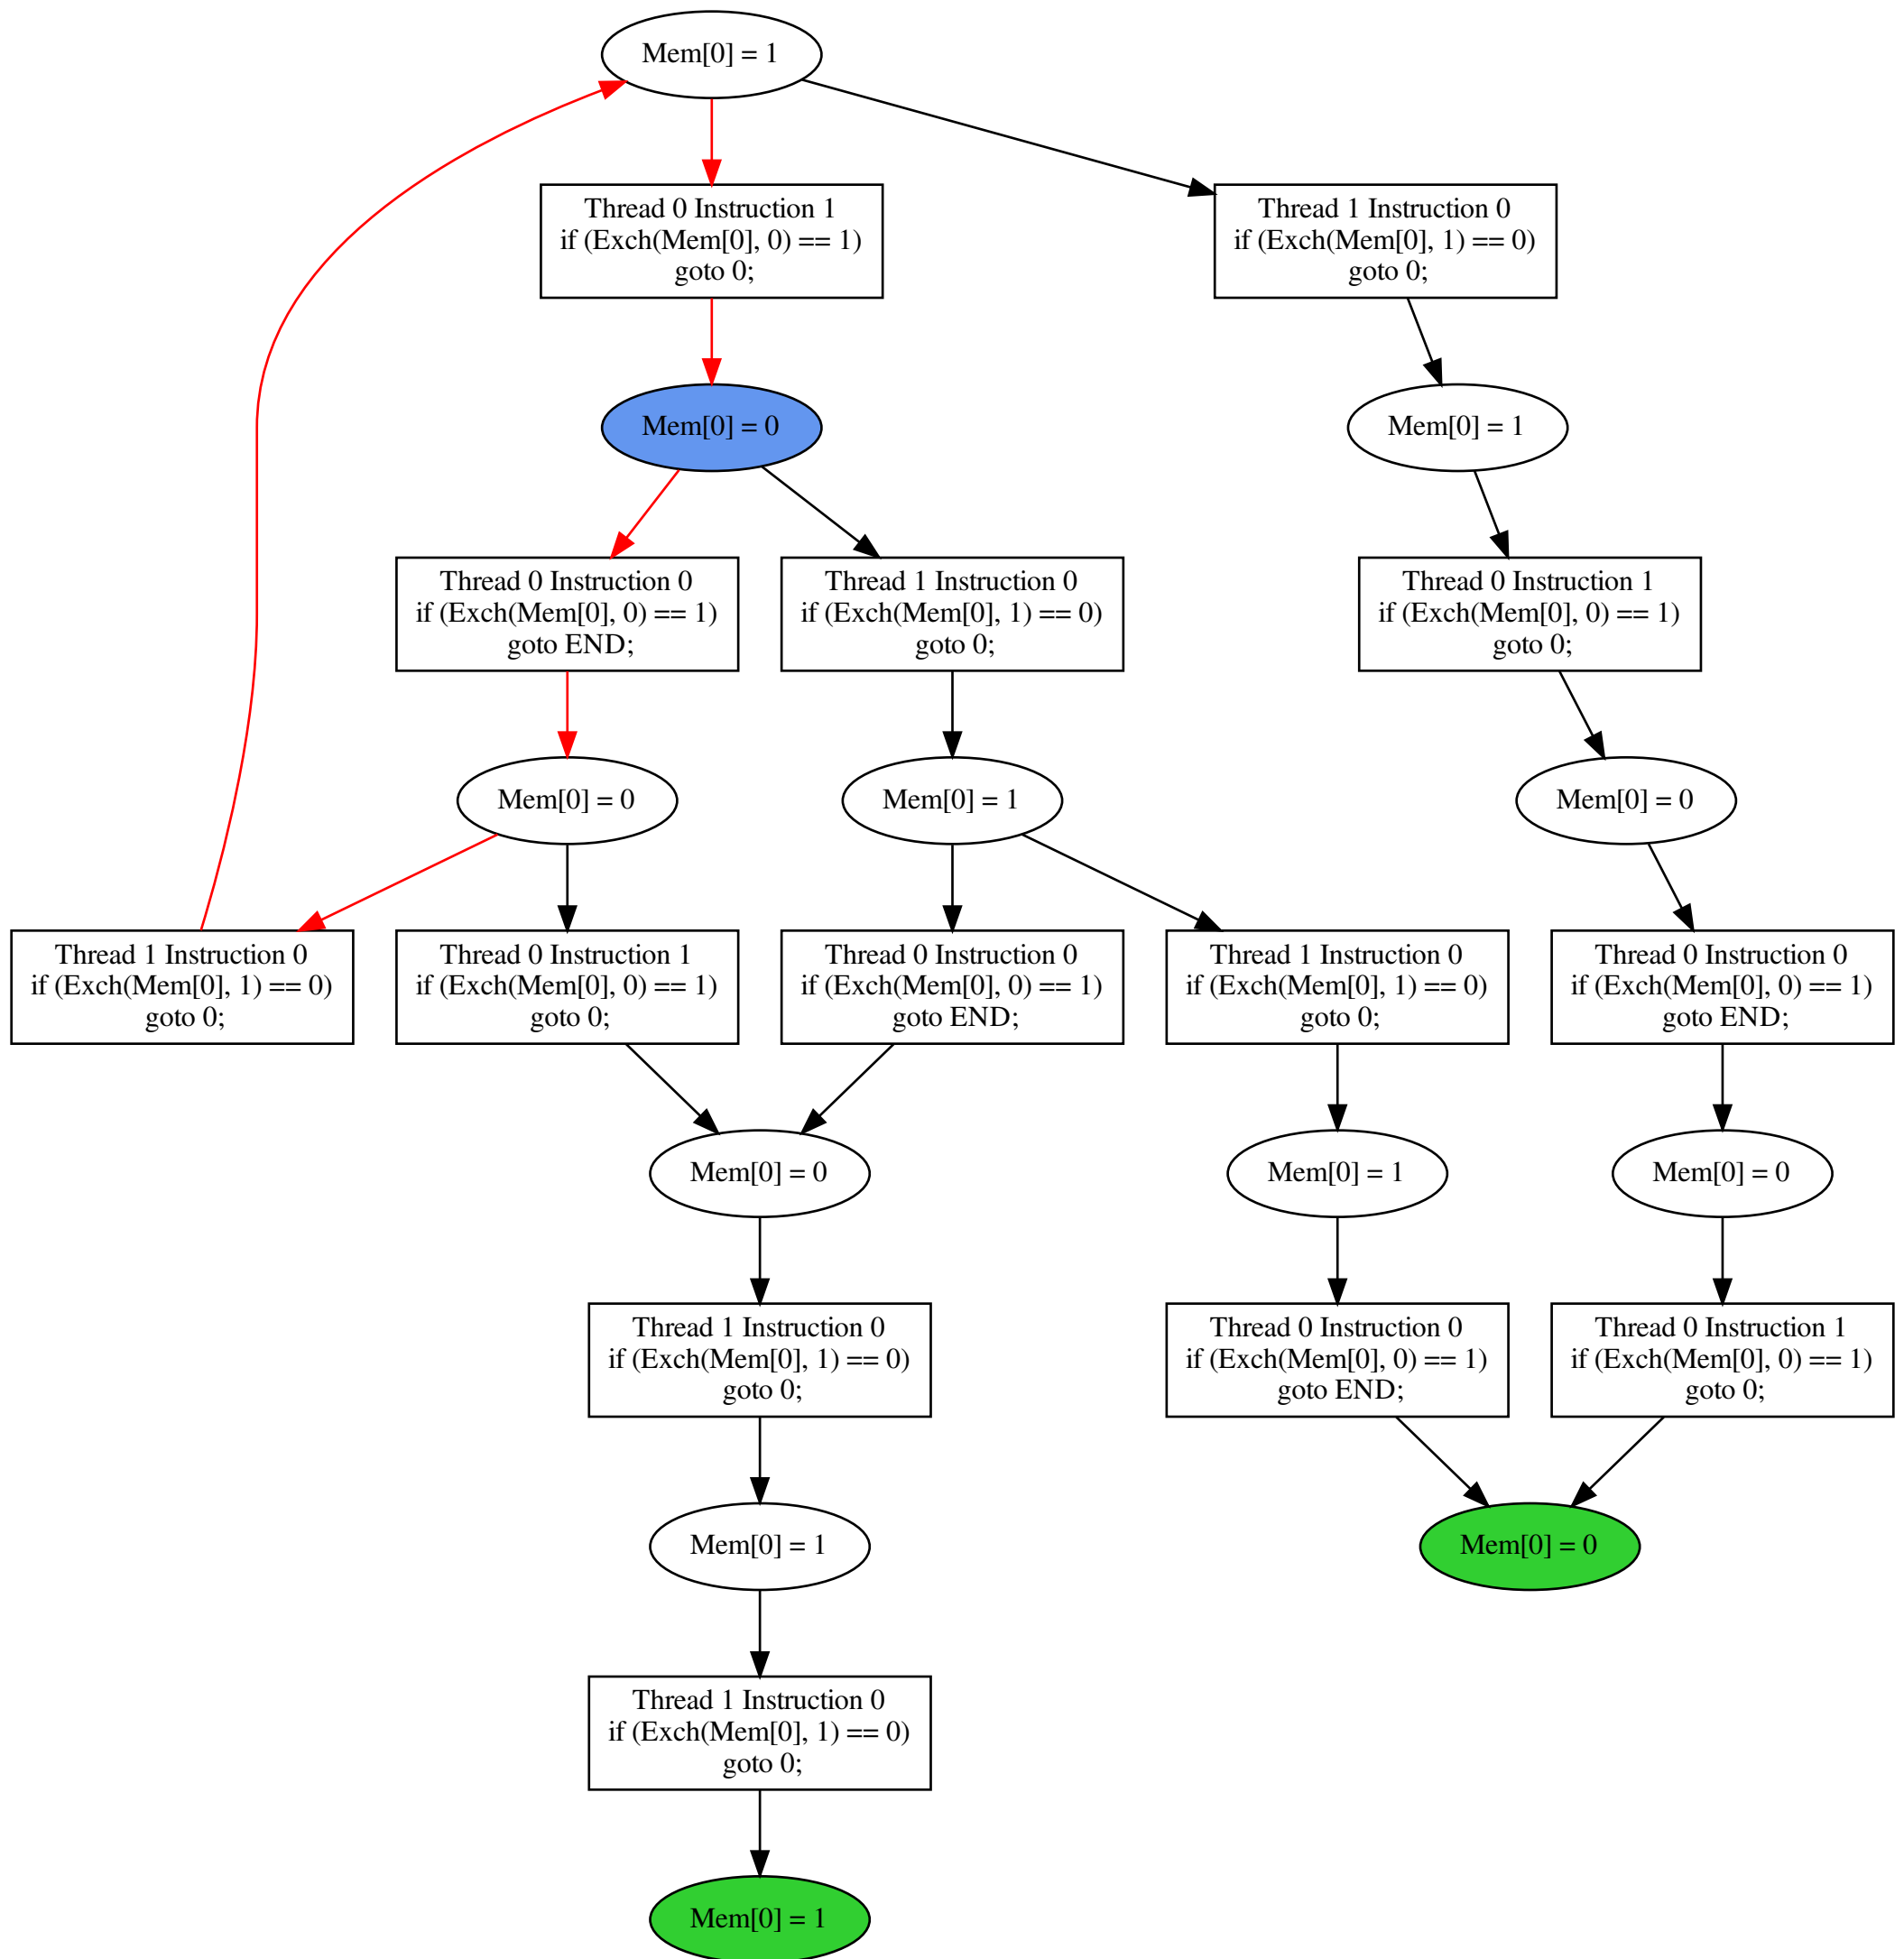 Mem[0] = 1
Thread 0 Instruction 1
if (Exch(Mem[0], 0) == 1)
goto 0;
Thread 1 Instruction 0
if (Exch(Mem[0], 1) == 0)
goto 0;
Mem[0] = 0
Mem[0] = 1
Thread 0 Instruction 0
if (Exch(Mem[0], 0) == 1)
goto END;
Thread 1 Instruction 0
if (Exch(Mem[0], 1) == 0)
goto 0;
Thread 0 Instruction 1
if (Exch(Mem[0], 0) == 1)
goto 0;
Mem[0] = 0
Mem[0] = 1
Mem[0] = 0
Thread 1 Instruction 0
if (Exch(Mem[0], 1) == 0)
goto 0;
Thread 0 Instruction 1
if (Exch(Mem[0], 0) == 1)
goto 0;
Thread 0 Instruction 0
if (Exch(Mem[0], 0) == 1)
goto END;
Thread 1 Instruction 0
if (Exch(Mem[0], 1) == 0)
goto 0;
Thread 0 Instruction 0
if (Exch(Mem[0], 0) == 1)
goto END;
Mem[0] = 0
Mem[0] = 1
Mem[0] = 0
Thread 1 Instruction 0
if (Exch(Mem[0], 1) == 0)
goto 0;
Thread 0 Instruction 0
if (Exch(Mem[0], 0) == 1)
goto END;
Thread 0 Instruction 1
if (Exch(Mem[0], 0) == 1)
goto 0;
Mem[0] = 1
Mem[0] = 0
Thread 1 Instruction 0
if (Exch(Mem[0], 1) == 0)
goto 0;
Mem[0] = 1